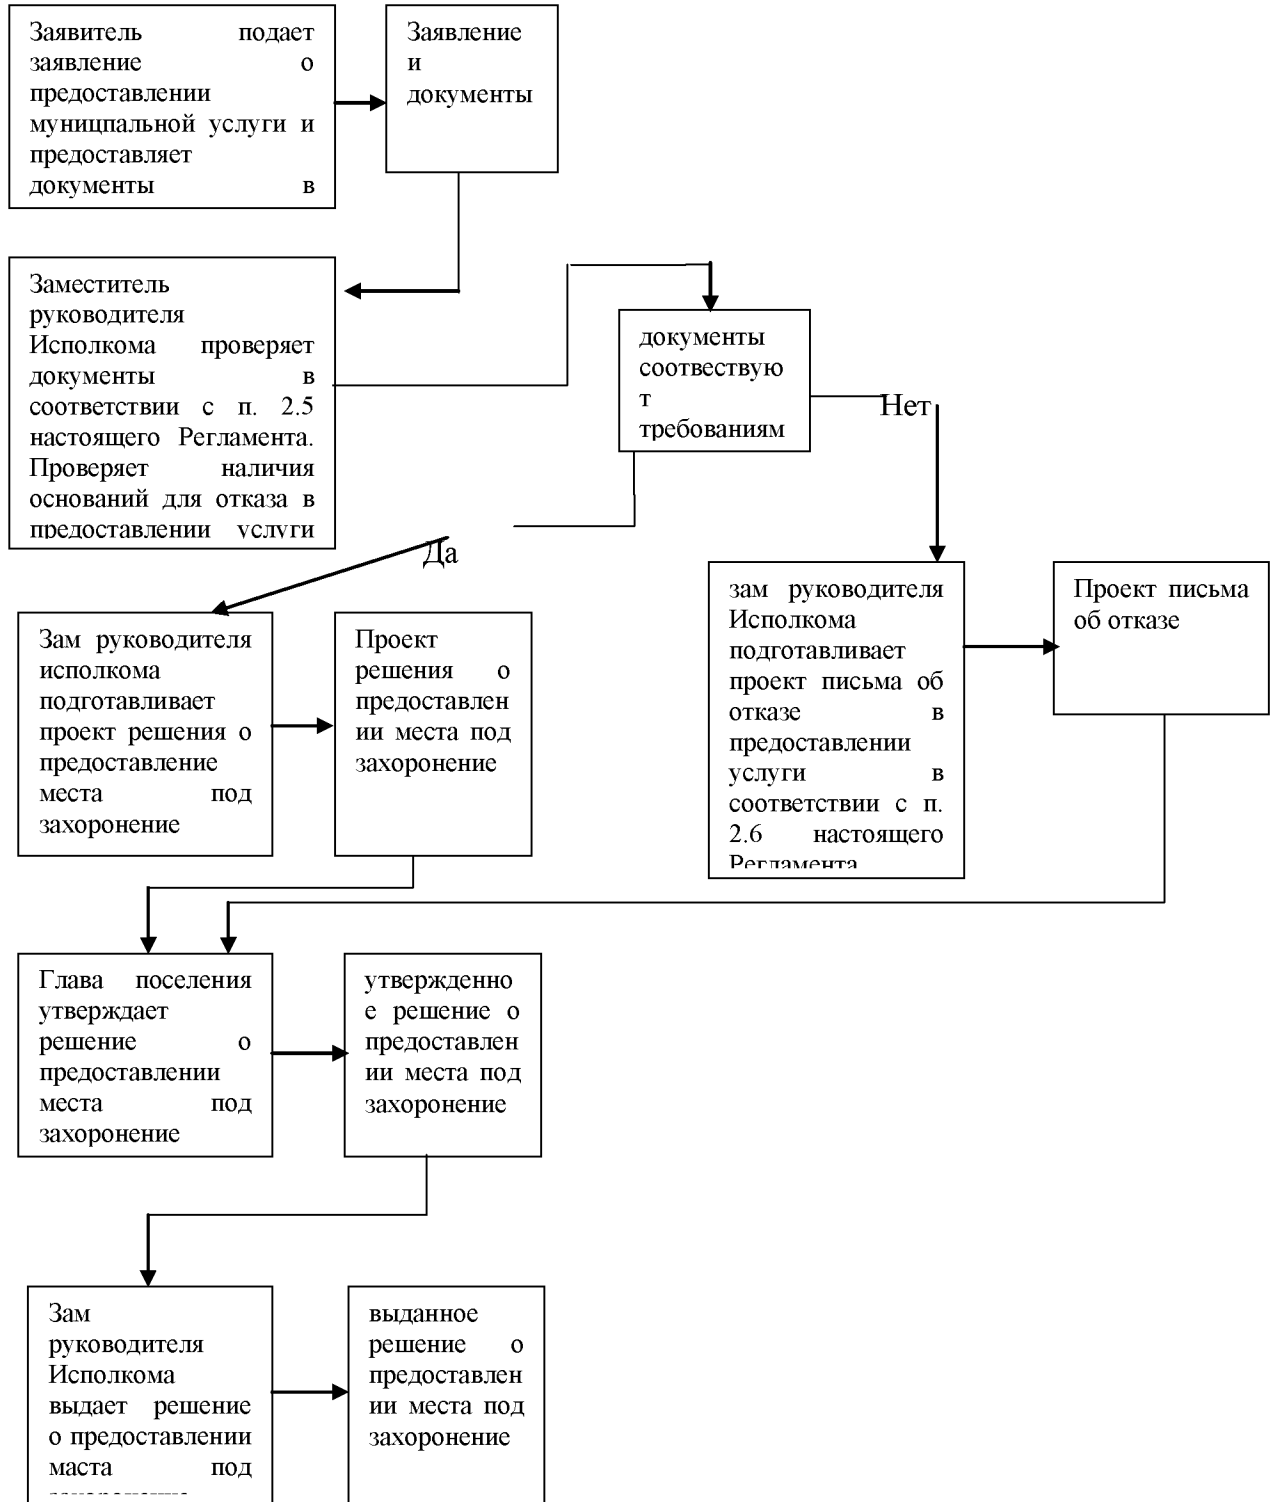 Заявитель подает
заявление о
предоставлении
муницпальной услуги и
предоставляет
документы в
Заявление
и
документы
Заместитель
руководителя
Исполкома проверяет
документы в
соответствии с п. 2.5
настоящего Регламента.
Проверяет наличия
оснований для отказа в
предоставлении услуги
документы
соотвествую
т
требованиям
Нет
Да
Зам руководителя
исполкома
подготавливает
проект решения о
предоставление
места под
захоронение
Проект
решения о
предоставлен
ии места под
захоронение
зам руководителя
Исполкома
подготавливает
проект письма об
отказе в
предоставлении
услуги в
соответствии с п.
2.6 настоящего
Регламента
Проект письма
об отказе
Глава поселения
утверждает
решение о
предоставлении
места под
захоронение
утвержденно
е решение о
предоставлен
ии места под
захоронение
Зам
руководителя
Исполкома
выдает решение
о предоставлении
маста под
выданное
решение о
предоставлен
ии места под
захоронение